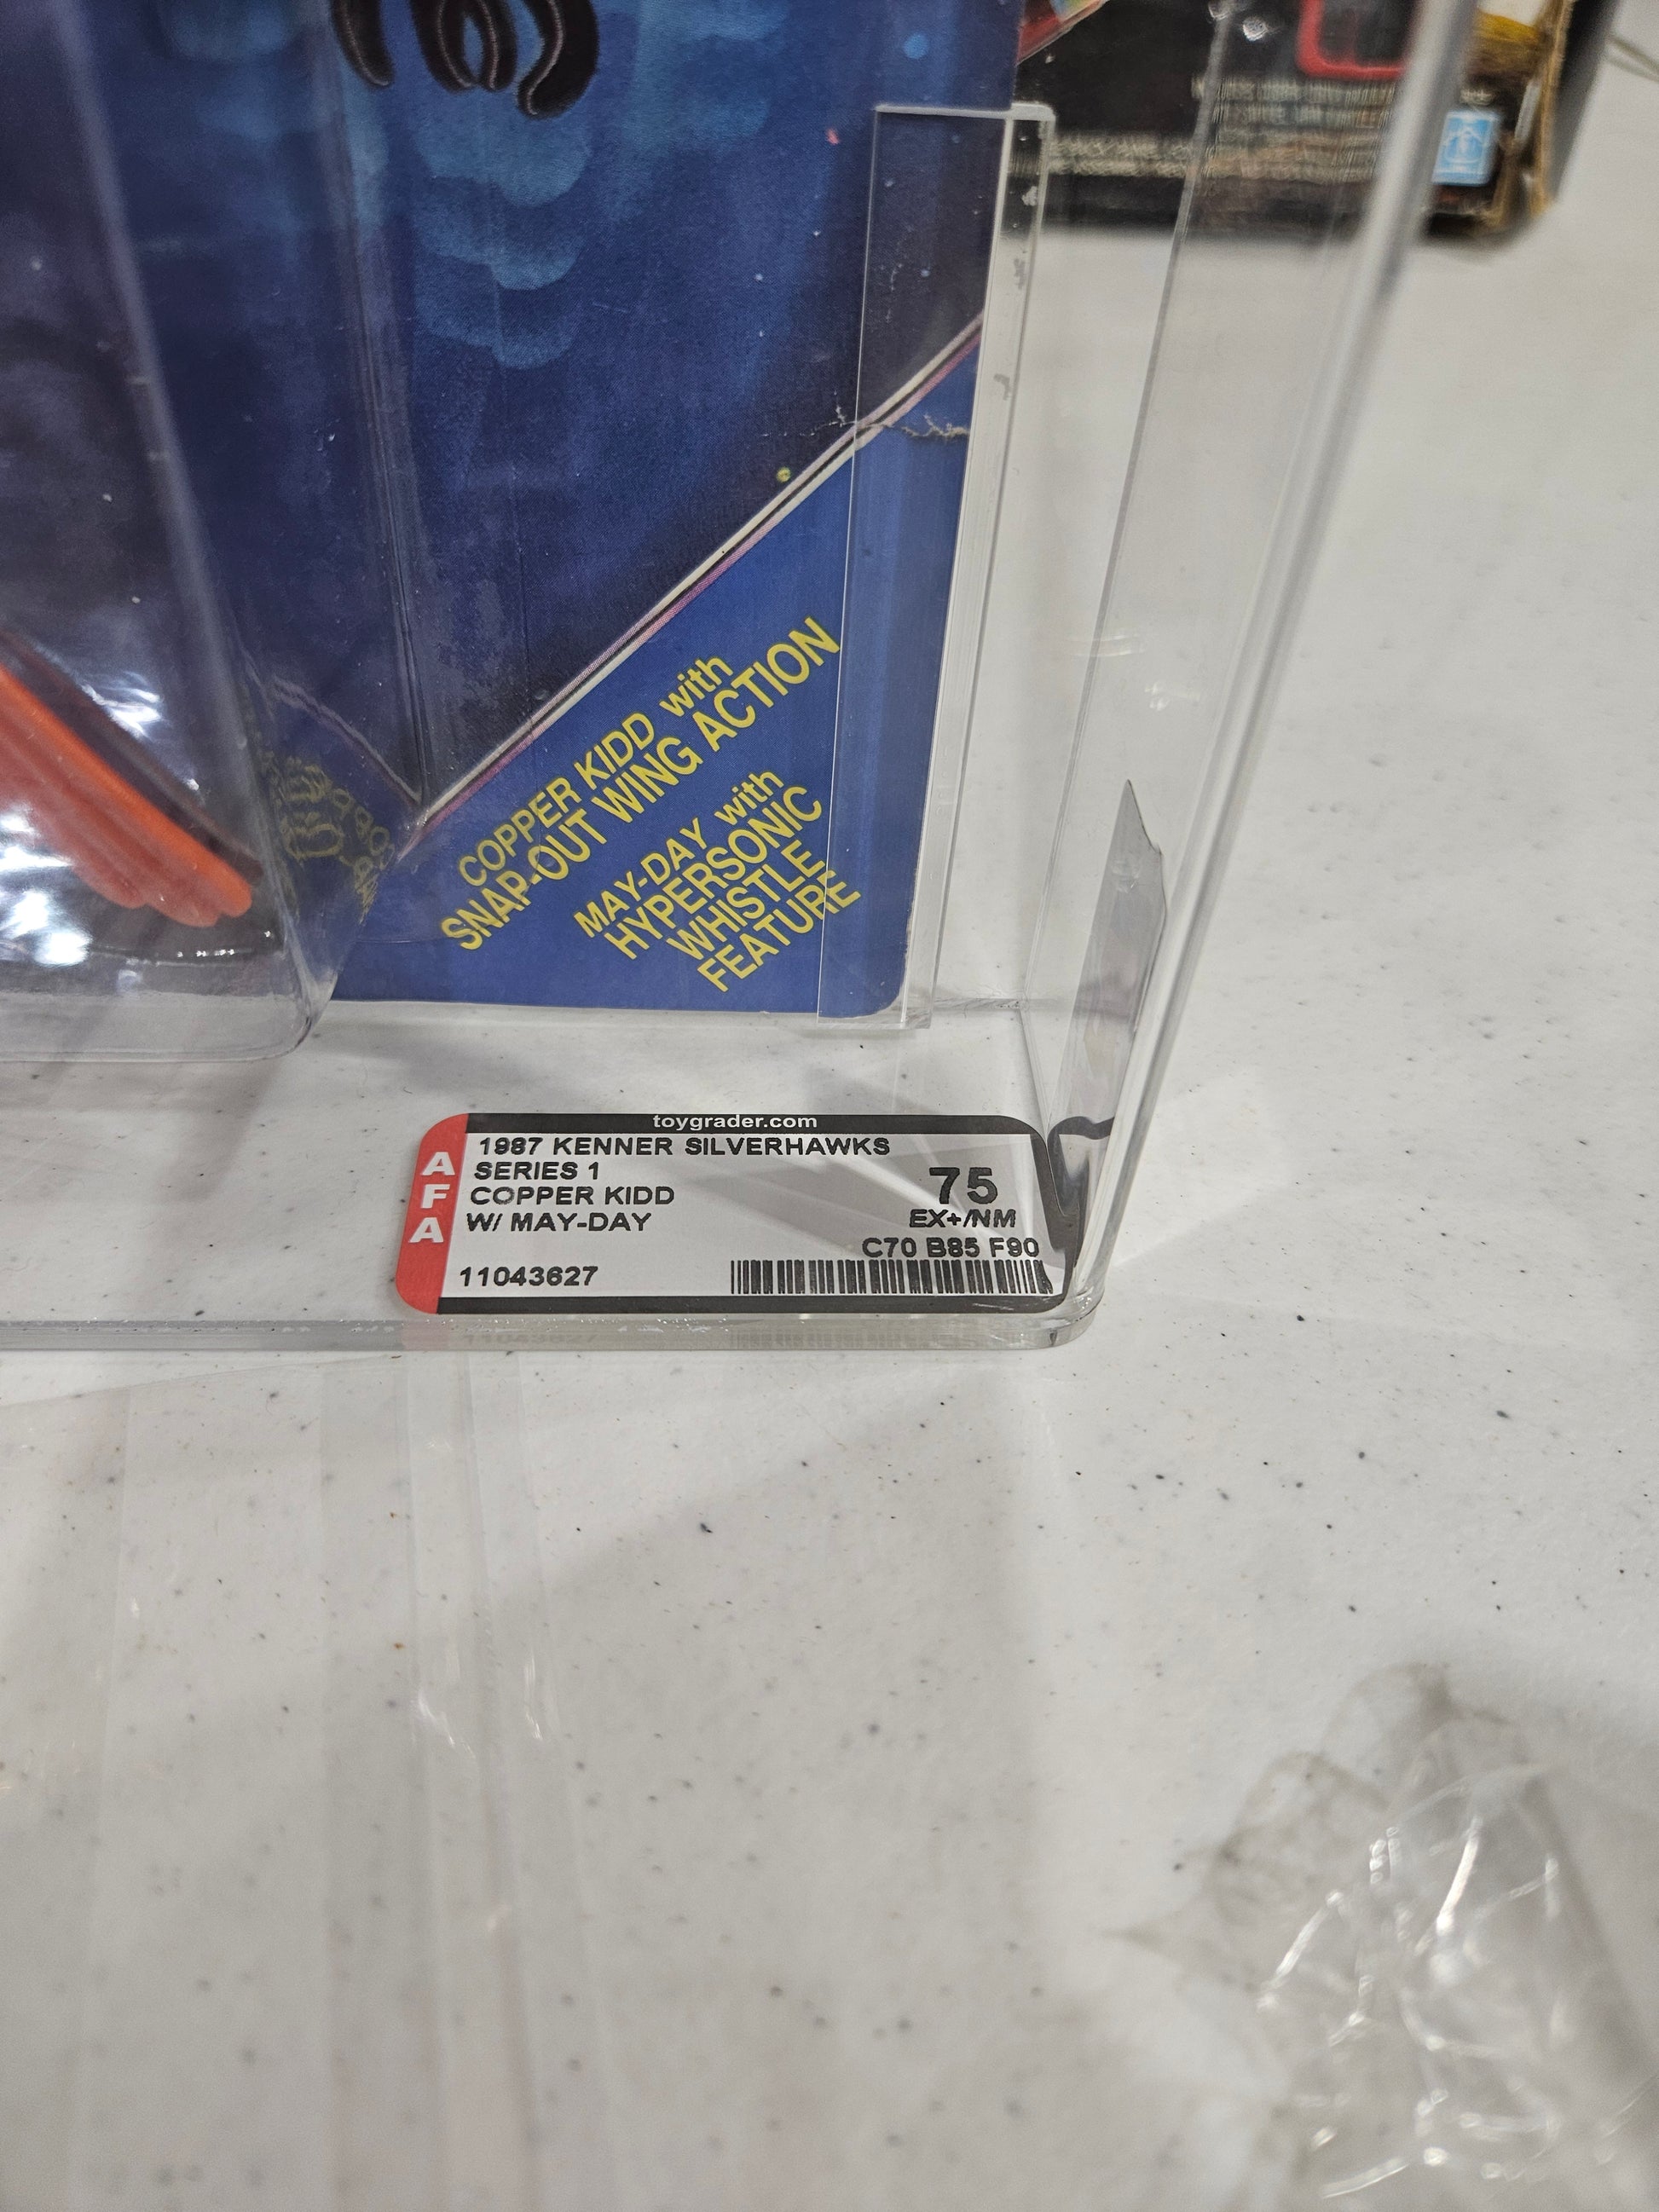 COPPER KIDD with
SNAP-OUT WING ACTION
MAY-DAY with
HYPERSONIC
WHISTLE
FEATURE
toygrader.com
AFA
1987 KENNER SILVERHAWKS
SERIES 1
COPPER KIDD
W/ MAY-DAY
75
EX+/NM
C70 B85 F90
11043627